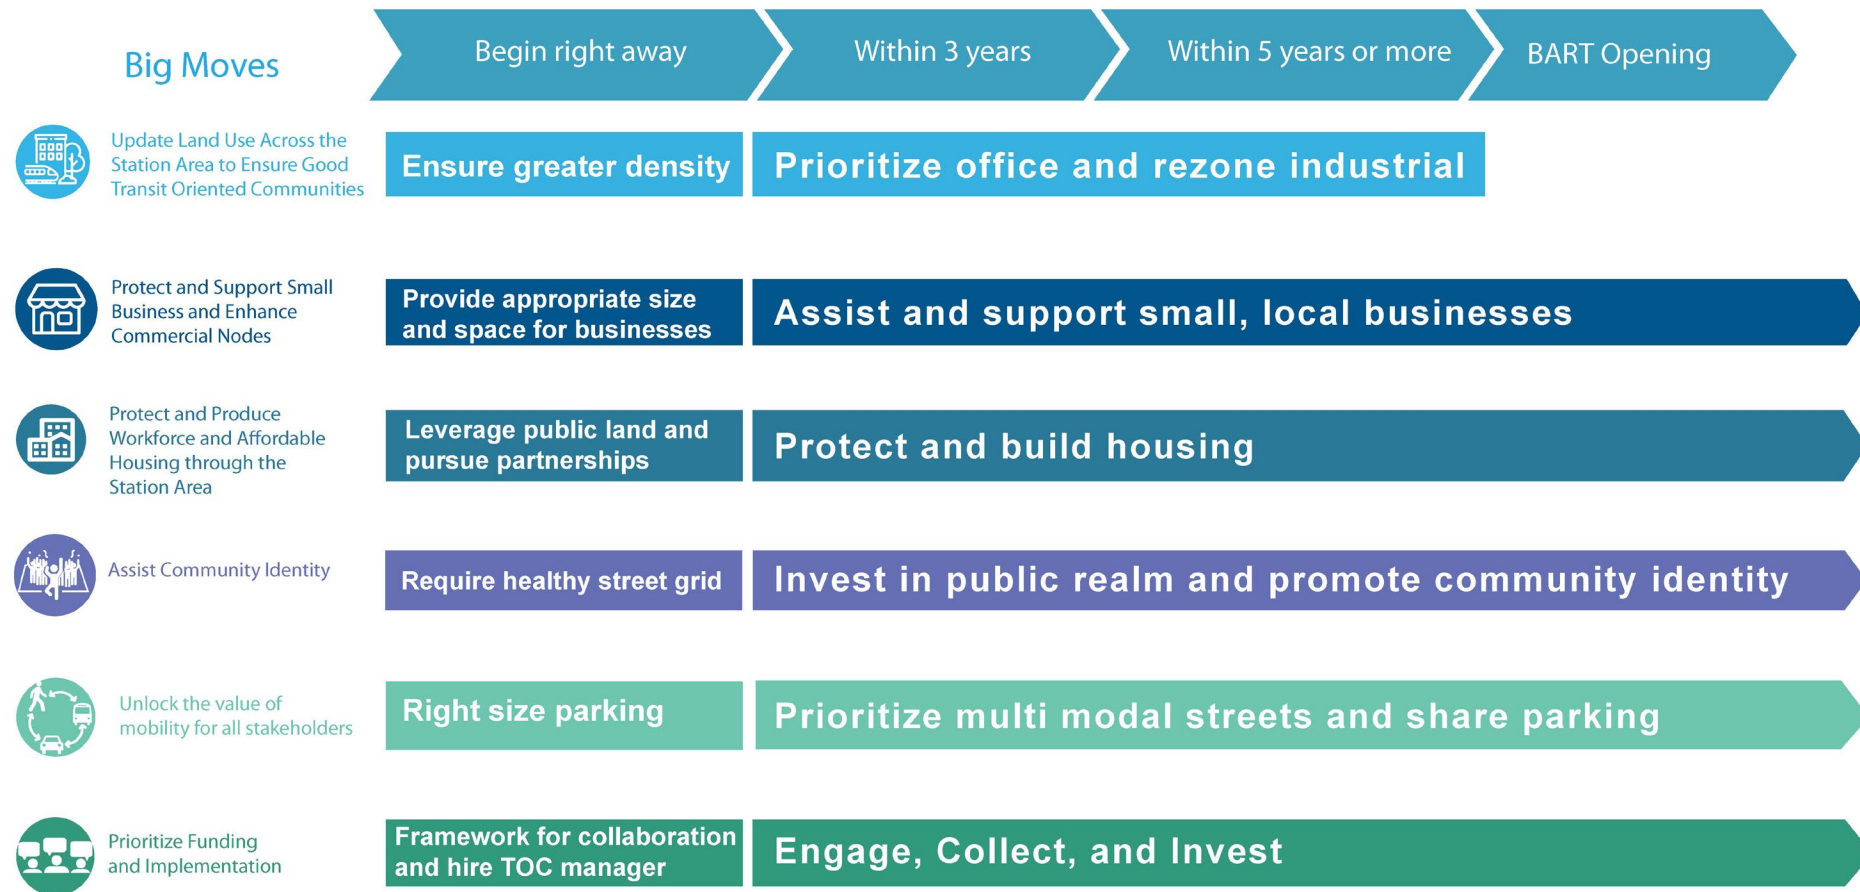 Big Moves
Begin right away
Within 3 years
Within 5 years or more
BART Opening
Update Land Use Across the
Station Area to Ensure Good
Transit Oriented Communities
Ensure greater density
Prioritize office and rezone industrial
Protect and Support Small
Business and Enhance
Commercial Nodes
Provide appropriate size
and space for businesses
Assist and support small, local businesses
Protect and Produce
Workforce and Affordable
Housing through the
Station Area
Leverage public land and
pursue partnerships
Protect and build housing
Assist Community Identity
Require healthy street grid
Invest in public realm and promote community identity
Unlock the value of
mobility for all stakeholders
Right size parking
Prioritize multi modal streets and share parking
Prioritize Funding
and Implementation
Framework for collaboration
and hire TOC manager
Engage, Collect, and Invest